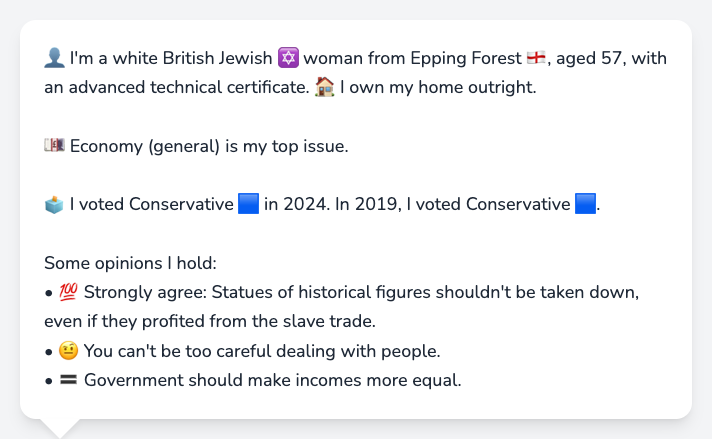 👤 I'm a white British Jewish ✡️ woman from Epping Forest 🏴󠁧󠁢󠁥󠁮󠁧󠁿, aged 57, with
an advanced technical certificate. 🏠 I own my home outright.
💷 Economy (general) is my top issue.
🗳️ I voted Conservative 🟦 in 2024. In 2019, I voted Conservative 🟦.
Some opinions I hold:
• 💯 Strongly agree: Statues of historical figures shouldn't be taken down,
even if they profited from the slave trade.
• 🤨 You can't be too careful dealing with people.
• 🟰 Government should make incomes more equal.